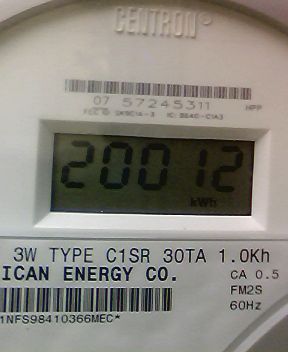 CENTRON®
07 57245311 HPP
20012
kWh
3W TYPE C1SR 30TA 1.0Kh
ICAN ENERGY CO.
CA 0.5
FM2S
60Hz
1NFS98410366MEC*